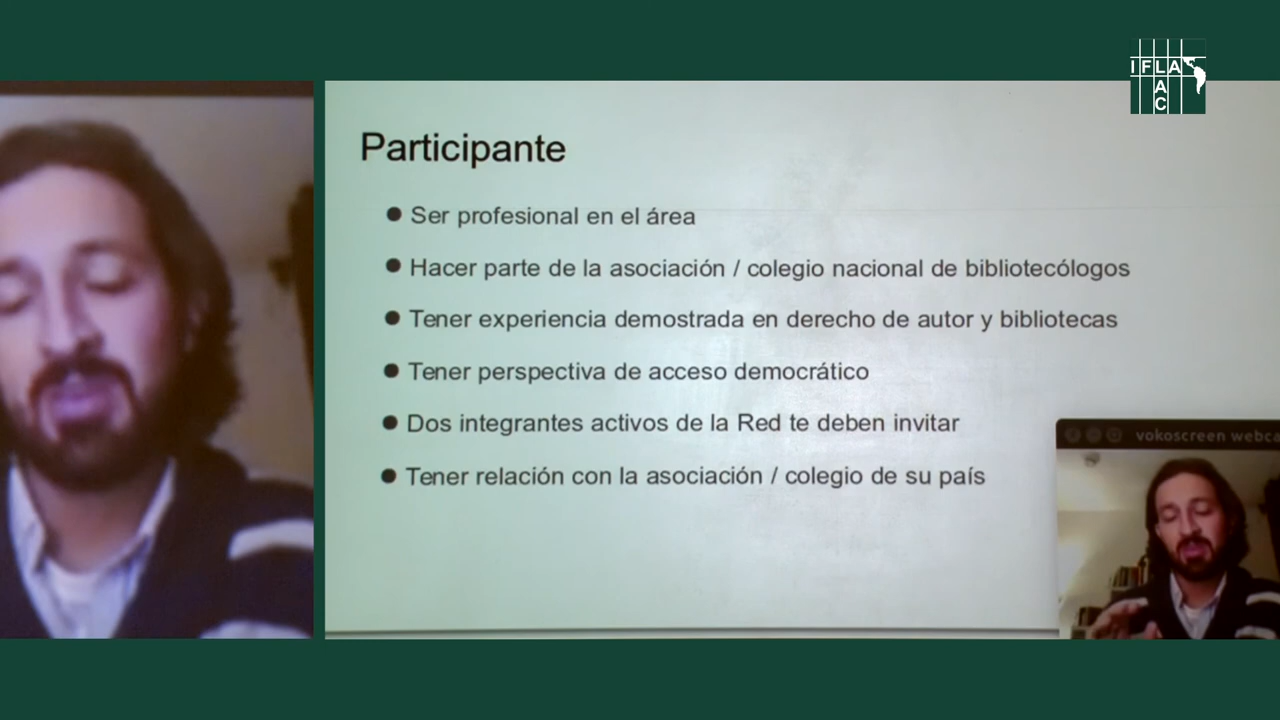 IFLA
LAC
Participante
● Ser profesional en el área
● Hacer parte de la asociación / colegio nacional de bibliotecólogos
● Tener experiencia demostrada en derecho de autor y bibliotecas
● Tener perspectiva de acceso democrático
● Dos integrantes activos de la Red te deben invitar
● Tener relación con la asociación / colegio de su país
vokoscreen webca